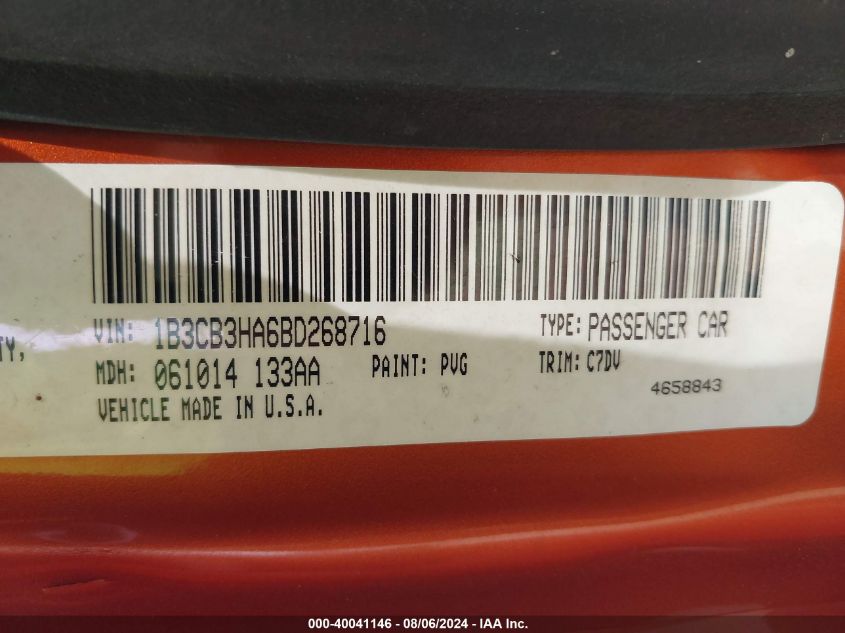 VIN: 1B3CB3HA6BD268716 TYPE: PASSENGER CAR
TY,
MDH: 061014 133AA PAINT: PVG TRIM: C7DV
4658843
VEHICLE MADE IN U.S.A.
000-40041146 - 08/06/2024 - IAA Inc.